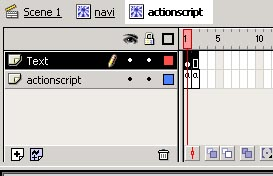 Scene 1 navi actionscript
1 5 10
Text
actionscript
a a